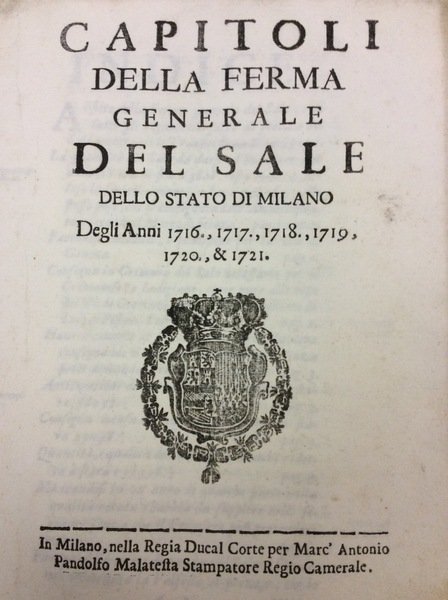 CAPITOLI
DELLA FERMA
GENERALE
DEL SALE
DELLO STATO DI MILANO
Degli Anni 1716., 1717., 1718., 1719,
1720., & 1721.
In Milano, nella Regia Ducal Corte per Marc' Antonio
Pandolfo Malatesta Stampatore Regio Camerale.